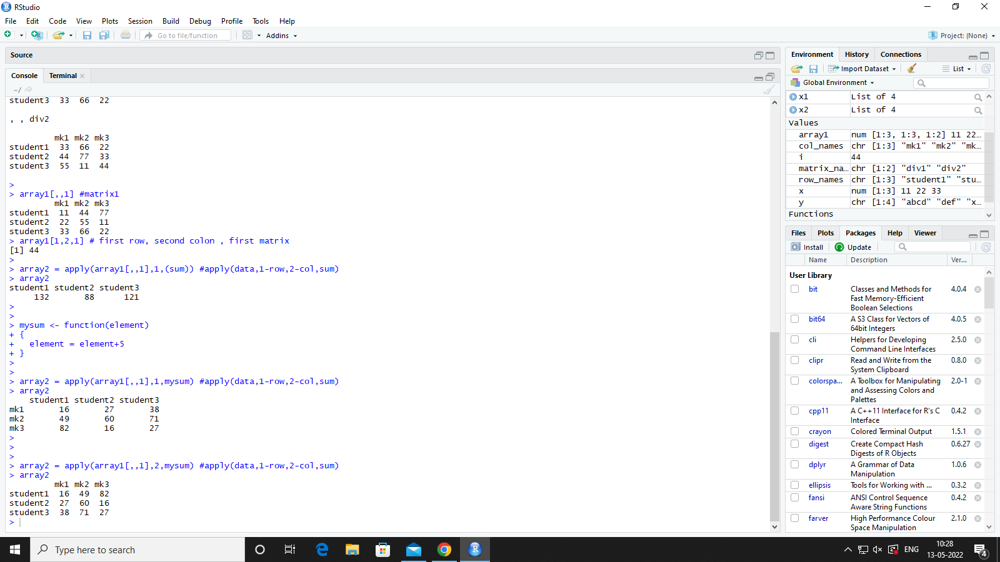 RStudio
File Edit Code View Plots Session Build Debug Profile Tools Help
Go to file/function Addins Project: (None)
Source
Console Terminal
~/
student3  33  66  22
, , div2
         mk1 mk2 mk3
student1  33  66  22
student2  44  77  33
student3  55  11  44
>
> array1[,,1] #matrix1
         mk1 mk2 mk3
student1  11  44  77
student2  22  55  11
student3  33  66  22
> array1[1,2,1] # first row, second colon , first matrix
[1] 44
>
> array2 = apply(array1[,,1],1,(sum)) #apply(data,1-row,2-col,sum)
> array2
student1 student2 student3
     132       88      121
>
>
> mysum <- function(element)
+ {
+   element = element+5
+ }
>
>
> array2 = apply(array1[,,1],1,mysum) #apply(data,1-row,2-col,sum)
> array2
    student1 student2 student3
mk1       16       27       38
mk2       49       60       71
mk3       82       16       27
>
>
>
> array2 = apply(array1[,,1],2,mysum) #apply(data,1-row,2-col,sum)
> array2
         mk1 mk2 mk3
student1  16  49  82
student2  27  60  16
student3  38  71  27
>
Environment History Connections
Import Dataset List
Global Environment
x1 List of 4
x2 List of 4
Values
array1 num [1:3, 1:3, 1:2] 11 22…
col_names chr [1:3] "mk1" "mk2" "mk…
i 44
matrix_na… chr [1:2] "div1" "div2"
row_names chr [1:3] "student1" "stu…
x num [1:3] 11 22 33
y chr [1:4] "abcd" "def" "x…
Functions
Files Plots Packages Help Viewer
Install Update
Name Description Ver...
User Library
bit Classes and Methods for 4.0.4
Fast Memory-Efficient
Boolean Selections
bit64 A S3 Class for Vectors of 4.0.5
64bit Integers
cli Helpers for Developing 2.5.0
Command Line Interfaces
clipr Read and Write from the 0.8.0
System Clipboard
colorspa... A Toolbox for Manipulating 2.0-1
and Assessing Colors and
Palettes
cpp11 A C++11 Interface for R's C 0.4.2
Interface
crayon Colored Terminal Output 1.5.1
digest Create Compact Hash 0.6.27
Digests of R Objects
dplyr A Grammar of Data 1.0.6
Manipulation
ellipsis Tools for Working with ... 0.3.2
fansi ANSI Control Sequence 0.4.2
Aware String Functions
farver High Performance Colour 2.1.0
Space Manipulation
Type here to search
ENG
10:28
13-05-2022
4